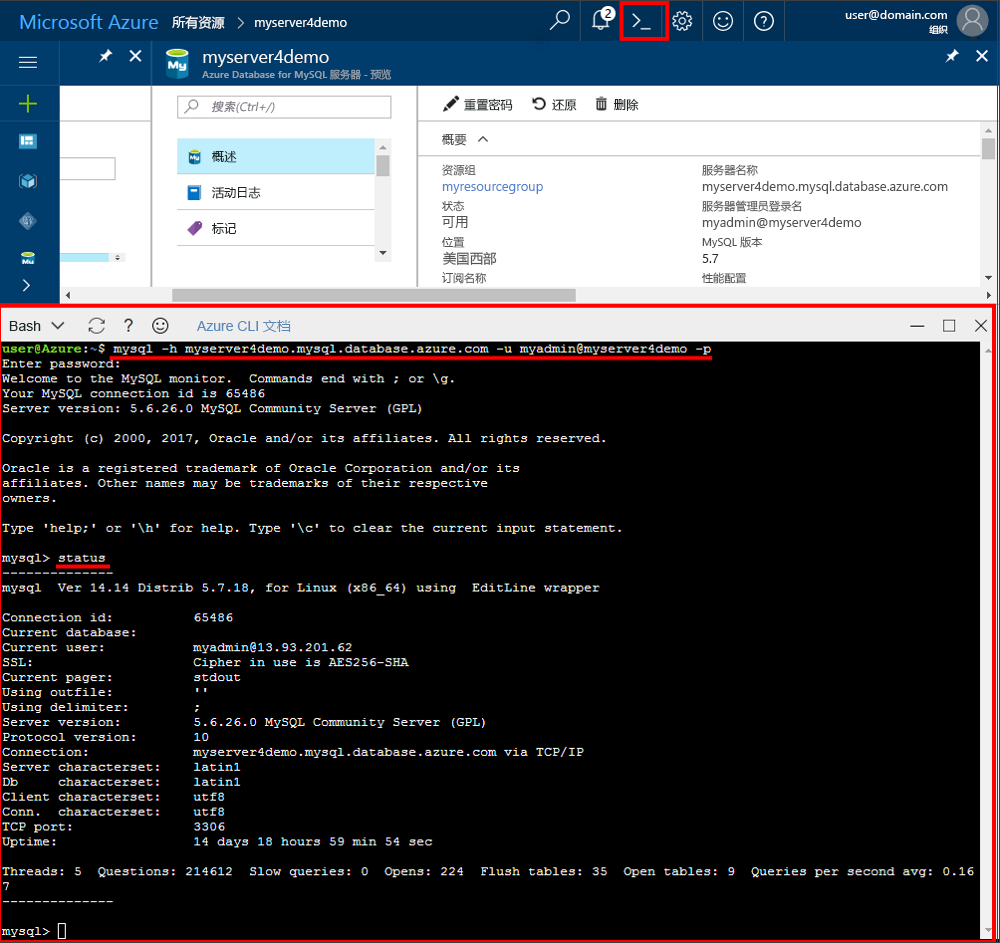 Microsoft Azure 所有资源 > myserver4demo 2 >_ user@domain.com
组织
myserver4demo
My Azure Database for MySQL 服务器 - 预览
搜索(Ctrl+/)
重置密码 还原 删除
概要
概述
活动日志
标记
资源组 服务器名称
myresourcegroup myserver4demo.mysql.database.azure.com
状态 服务器管理员登录名
可用 myadmin@myserver4demo
位置 MySQL 版本
美国西部 5.7
订阅名称 性能配置
Bash ? Azure CLI 文档
user@Azure:~$ mysql -h myserver4demo.mysql.database.azure.com -u myadmin@myserver4demo -p
Enter password:
Welcome to the MySQL monitor.  Commands end with ; or \g.
Your MySQL connection id is 65486
Server version: 5.6.26.0 MySQL Community Server (GPL)
Copyright (c) 2000, 2017, Oracle and/or its affiliates. All rights reserved.
Oracle is a registered trademark of Oracle Corporation and/or its
affiliates. Other names may be trademarks of their respective
owners.
Type 'help;' or '\h' for help. Type '\c' to clear the current input statement.
mysql> status
--------------
mysql  Ver 14.14 Distrib 5.7.18, for Linux (x86_64) using  EditLine wrapper
Connection id: 65486
Current database:
Current user: myadmin@13.93.201.62
SSL: Cipher in use is AES256-SHA
Current pager: stdout
Using outfile: ''
Using delimiter: ;
Server version: 5.6.26.0 MySQL Community Server (GPL)
Protocol version: 10
Connection: myserver4demo.mysql.database.azure.com via TCP/IP
Server characterset: latin1
Db     characterset: latin1
Client characterset: utf8
Conn.  characterset: utf8
TCP port: 3306
Uptime: 14 days 18 hours 59 min 54 sec
Threads: 5  Questions: 214612  Slow queries: 0  Opens: 224  Flush tables: 35  Open tables: 9  Queries per second avg: 0.16
7
--------------
mysql>